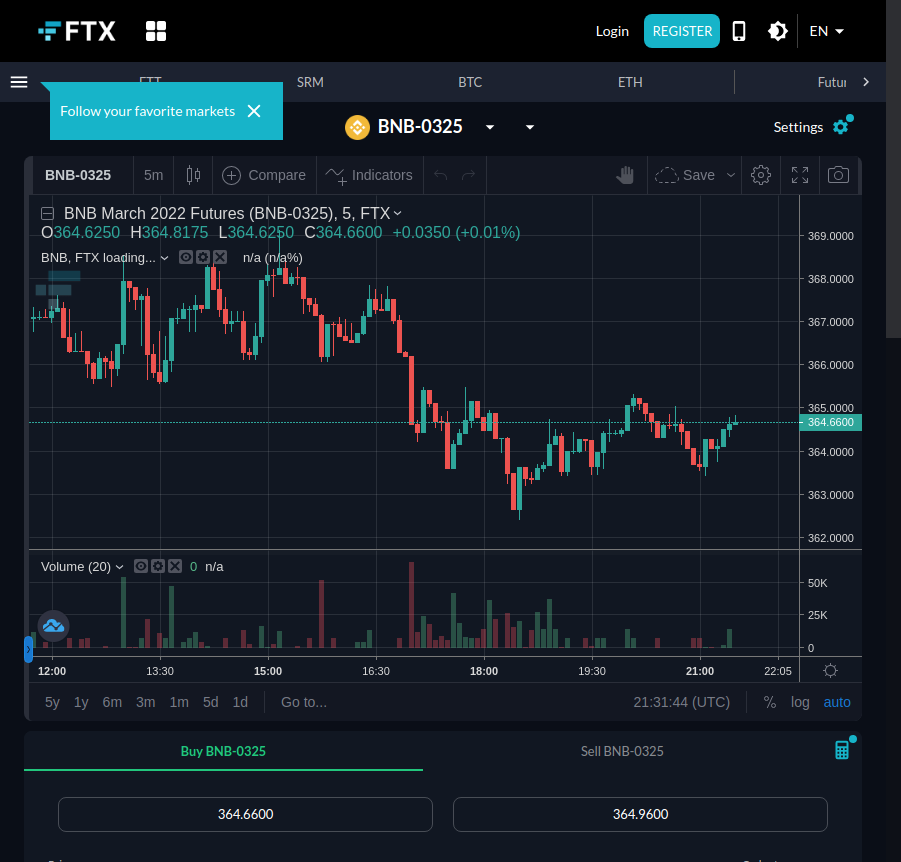 FTX
Login
REGISTER
EN
FTT
SRM
BTC
ETH
Futur
Follow your favorite markets
BNB-0325
Settings
BNB-0325
5m
Compare
Indicators
Save
BNB March 2022 Futures (BNB-0325), 5, FTX
O364.6250 H364.8175 L364.6250 C364.6600 +0.0350 (+0.01%)
BNB, FTX loading...
n/a (n/a%)
369.0000
368.0000
367.0000
366.0000
365.0000
364.6600
364.0000
363.0000
362.0000
Volume (20)
0 n/a
50K
25K
0
12:00 13:30 15:00 16:30 18:00 19:30 21:00 22:05
5y 1y 6m 3m 1m 5d 1d Go to...
21:31:44 (UTC)
% log auto
Buy BNB-0325
Sell BNB-0325
364.6600
364.9600